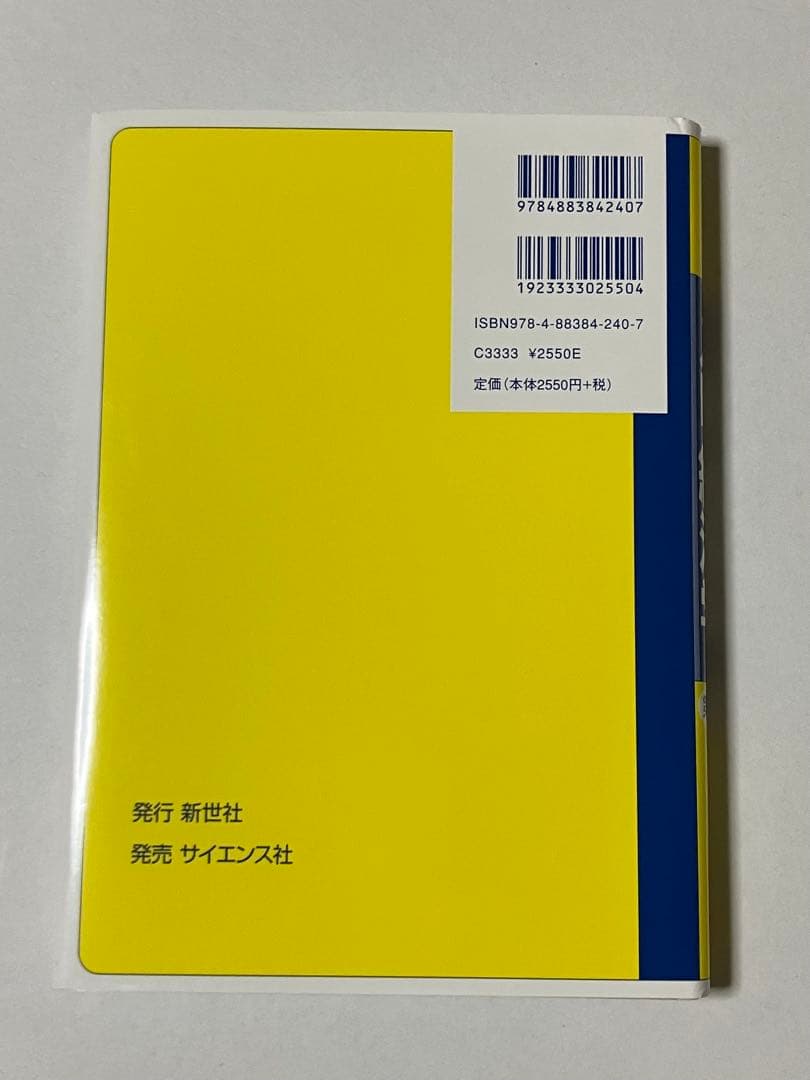 9784883842407
1923333025504
ISBN978-4-88384-240-7
C3333 ¥2550E
定価(本体2550円+税)
発行 新世社
発売 サイエンス社